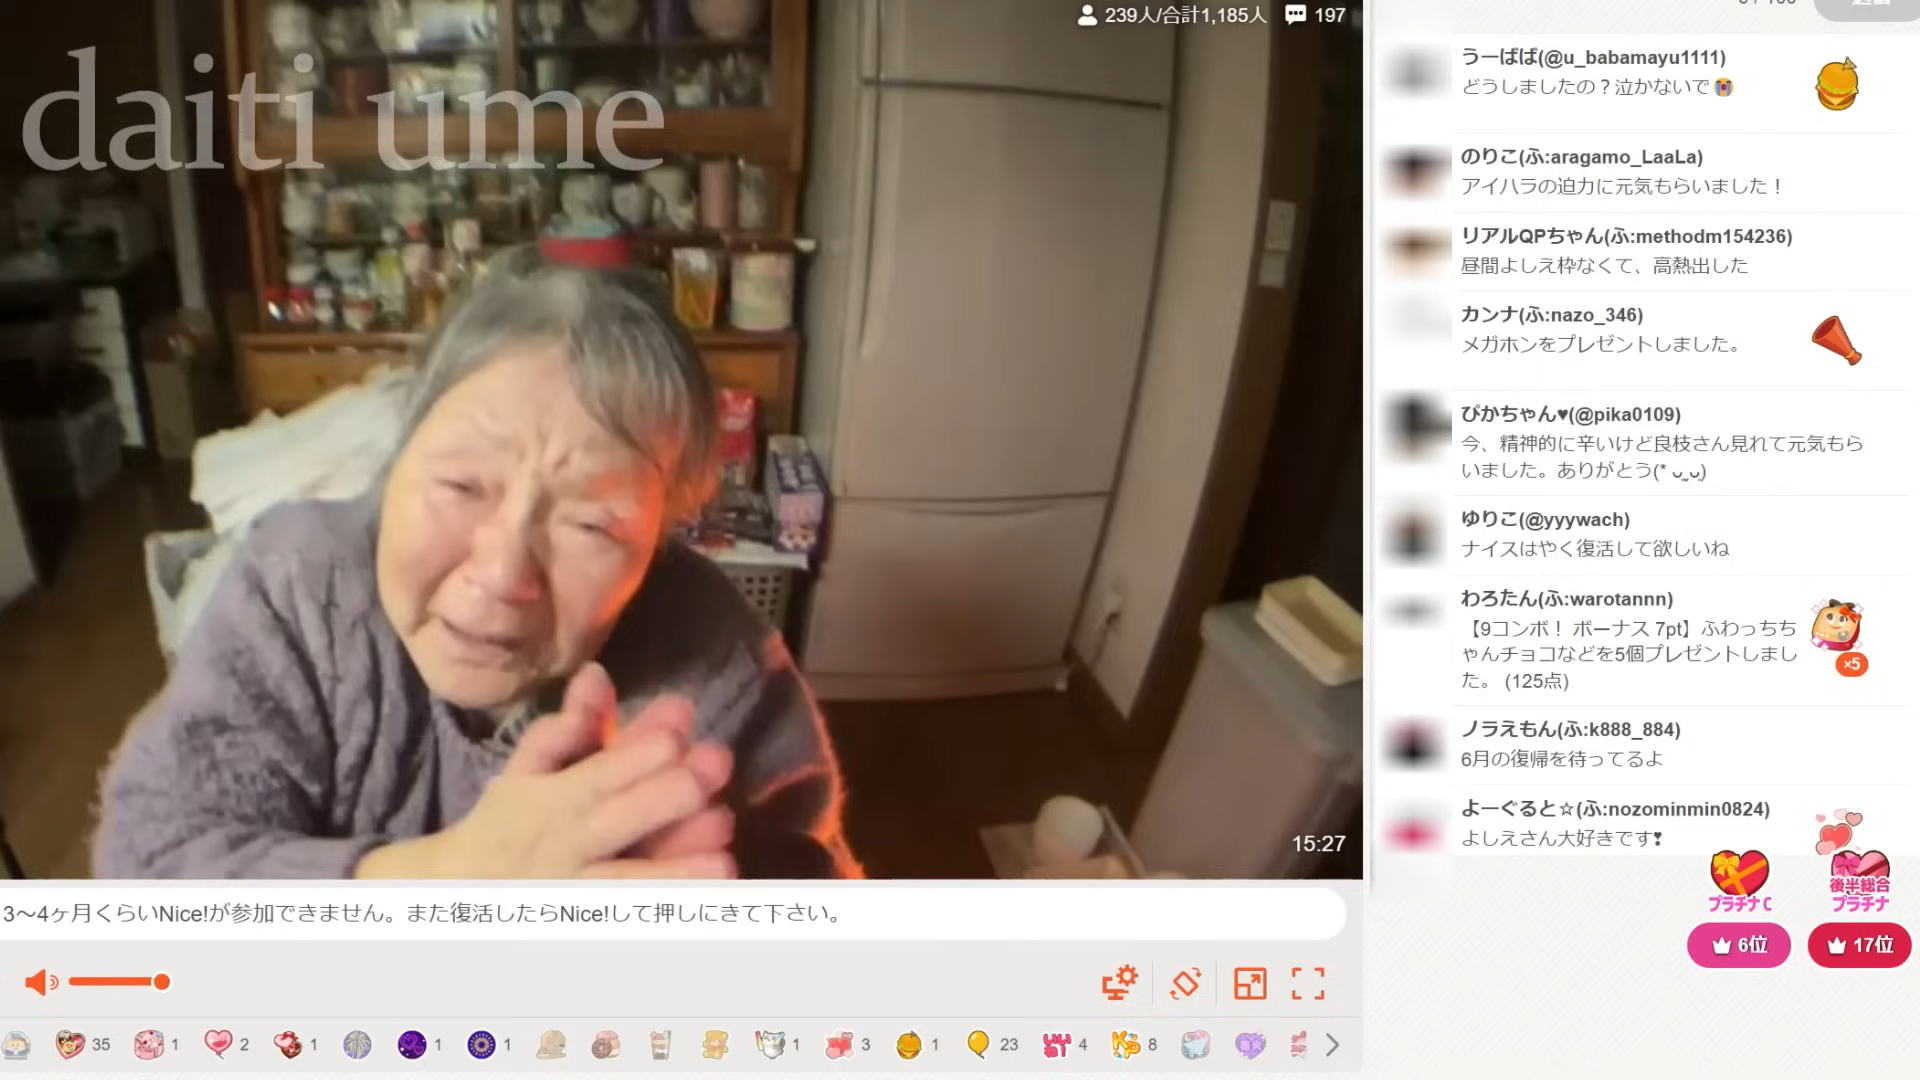 239人/合計1,185人 197
daiti ume
15:27
3〜4ヶ月くらいNice!が参加できません。また復活したらNice!して押しにきて下さい。
35
1
2
1
1
1
1
3
1
23
4
8
うーばば(@u_babamayu1111)
どうしましたの？泣かないで😭
のりこ(ふ:aragamo_LaaLa)
アイハラの迫力に元気もらいました！
リアルQPちゃん(ふ:methodm154236)
昼間よしえ枠なくて、高熱出した
カンナ(ふ:nazo_346)
メガホンをプレゼントしました。
ぴかちゃん♥(@pika0109)
今、精神的に辛いけど良枝さん見れて元気もら
いました。ありがとう(* ᴗ͈ˬᴗ͈)
ゆりこ(@yyywach)
ナイスはやく復活して欲しいね
わろたん(ふ:warotannn)
【9コンボ！ ボーナス 7pt】ふわっちち
ゃんチョコなどを5個プレゼントしまし
た。 (125点)
×5
ノラえもん(ふ:k888_884)
6月の復帰を待ってるよ
よーぐると☆(ふ:nozominmin0824)
よしえさん大好きです❣
プラチナC
6位
後半総合
プラチナ
17位